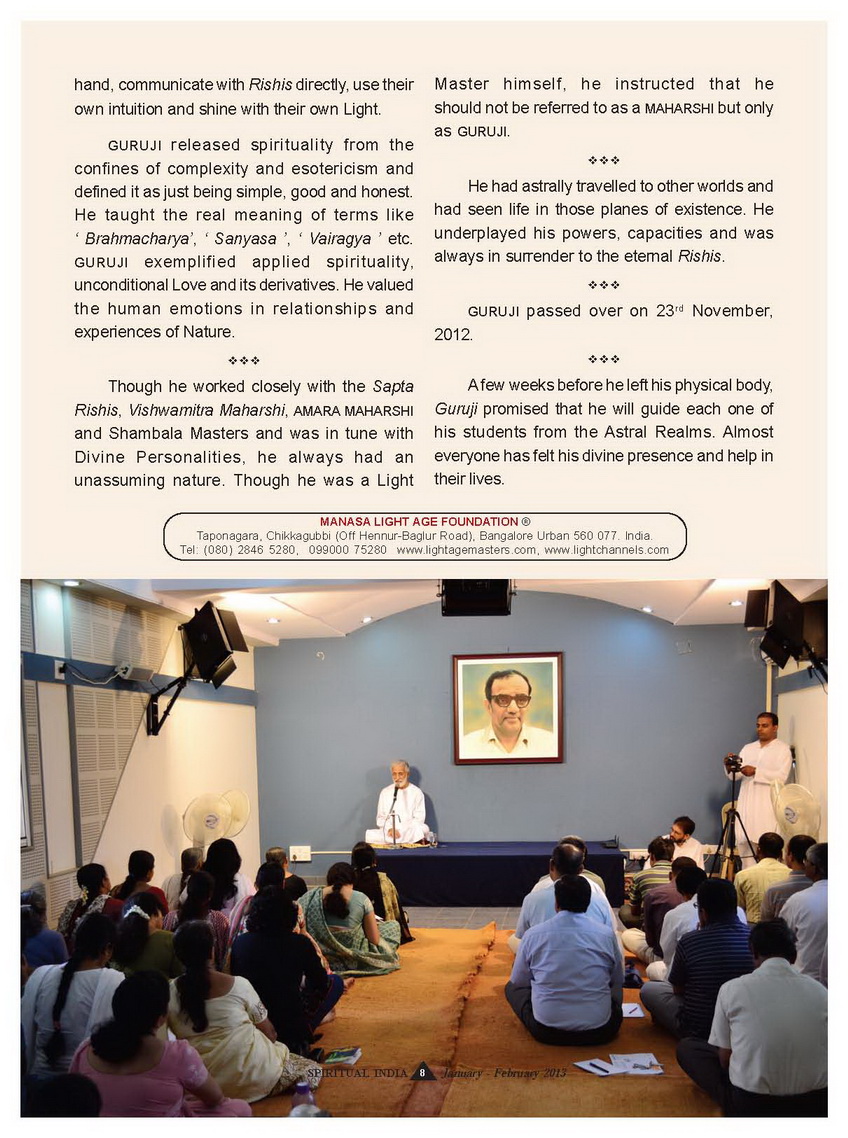 hand, communicate with Rishis directly, use their
own intuition and shine with their own Light.
GURUJI released spirituality from the
confines of complexity and esotericism and
defined it as just being simple, good and honest.
He taught the real meaning of terms like
‘ Brahmacharya’, ‘ Sanyasa ’, ‘ Vairagya ’ etc.
GURUJI exemplified applied spirituality,
unconditional Love and its derivatives. He valued
the human emotions in relationships and
experiences of Nature.
❖❖❖
Though he worked closely with the Sapta
Rishis, Vishwamitra Maharshi, AMARA MAHARSHI
and Shambala Masters and was in tune with
Divine Personalities, he always had an
unassuming nature. Though he was a Light
Master himself, he instructed that he
should not be referred to as a MAHARSHI but only
as GURUJI.
❖❖❖
He had astrally travelled to other worlds and
had seen life in those planes of existence. He
underplayed his powers, capacities and was
always in surrender to the eternal Rishis.
❖❖❖
GURUJI passed over on 23rd November,
2012.
❖❖❖
A few weeks before he left his physical body,
Guruji promised that he will guide each one of
his students from the Astral Realms. Almost
everyone has felt his divine presence and help in
their lives.
MANASA LIGHT AGE FOUNDATION ®
Taponagara, Chikkagubbi (Off Hennur-Baglur Road), Bangalore Urban 560 077. India.
Tel: (080) 2846 5280, 099000 75280 www.lightagemasters.com, www.lightchannels.com
SPIRITUAL INDIA 8 January - February 2013